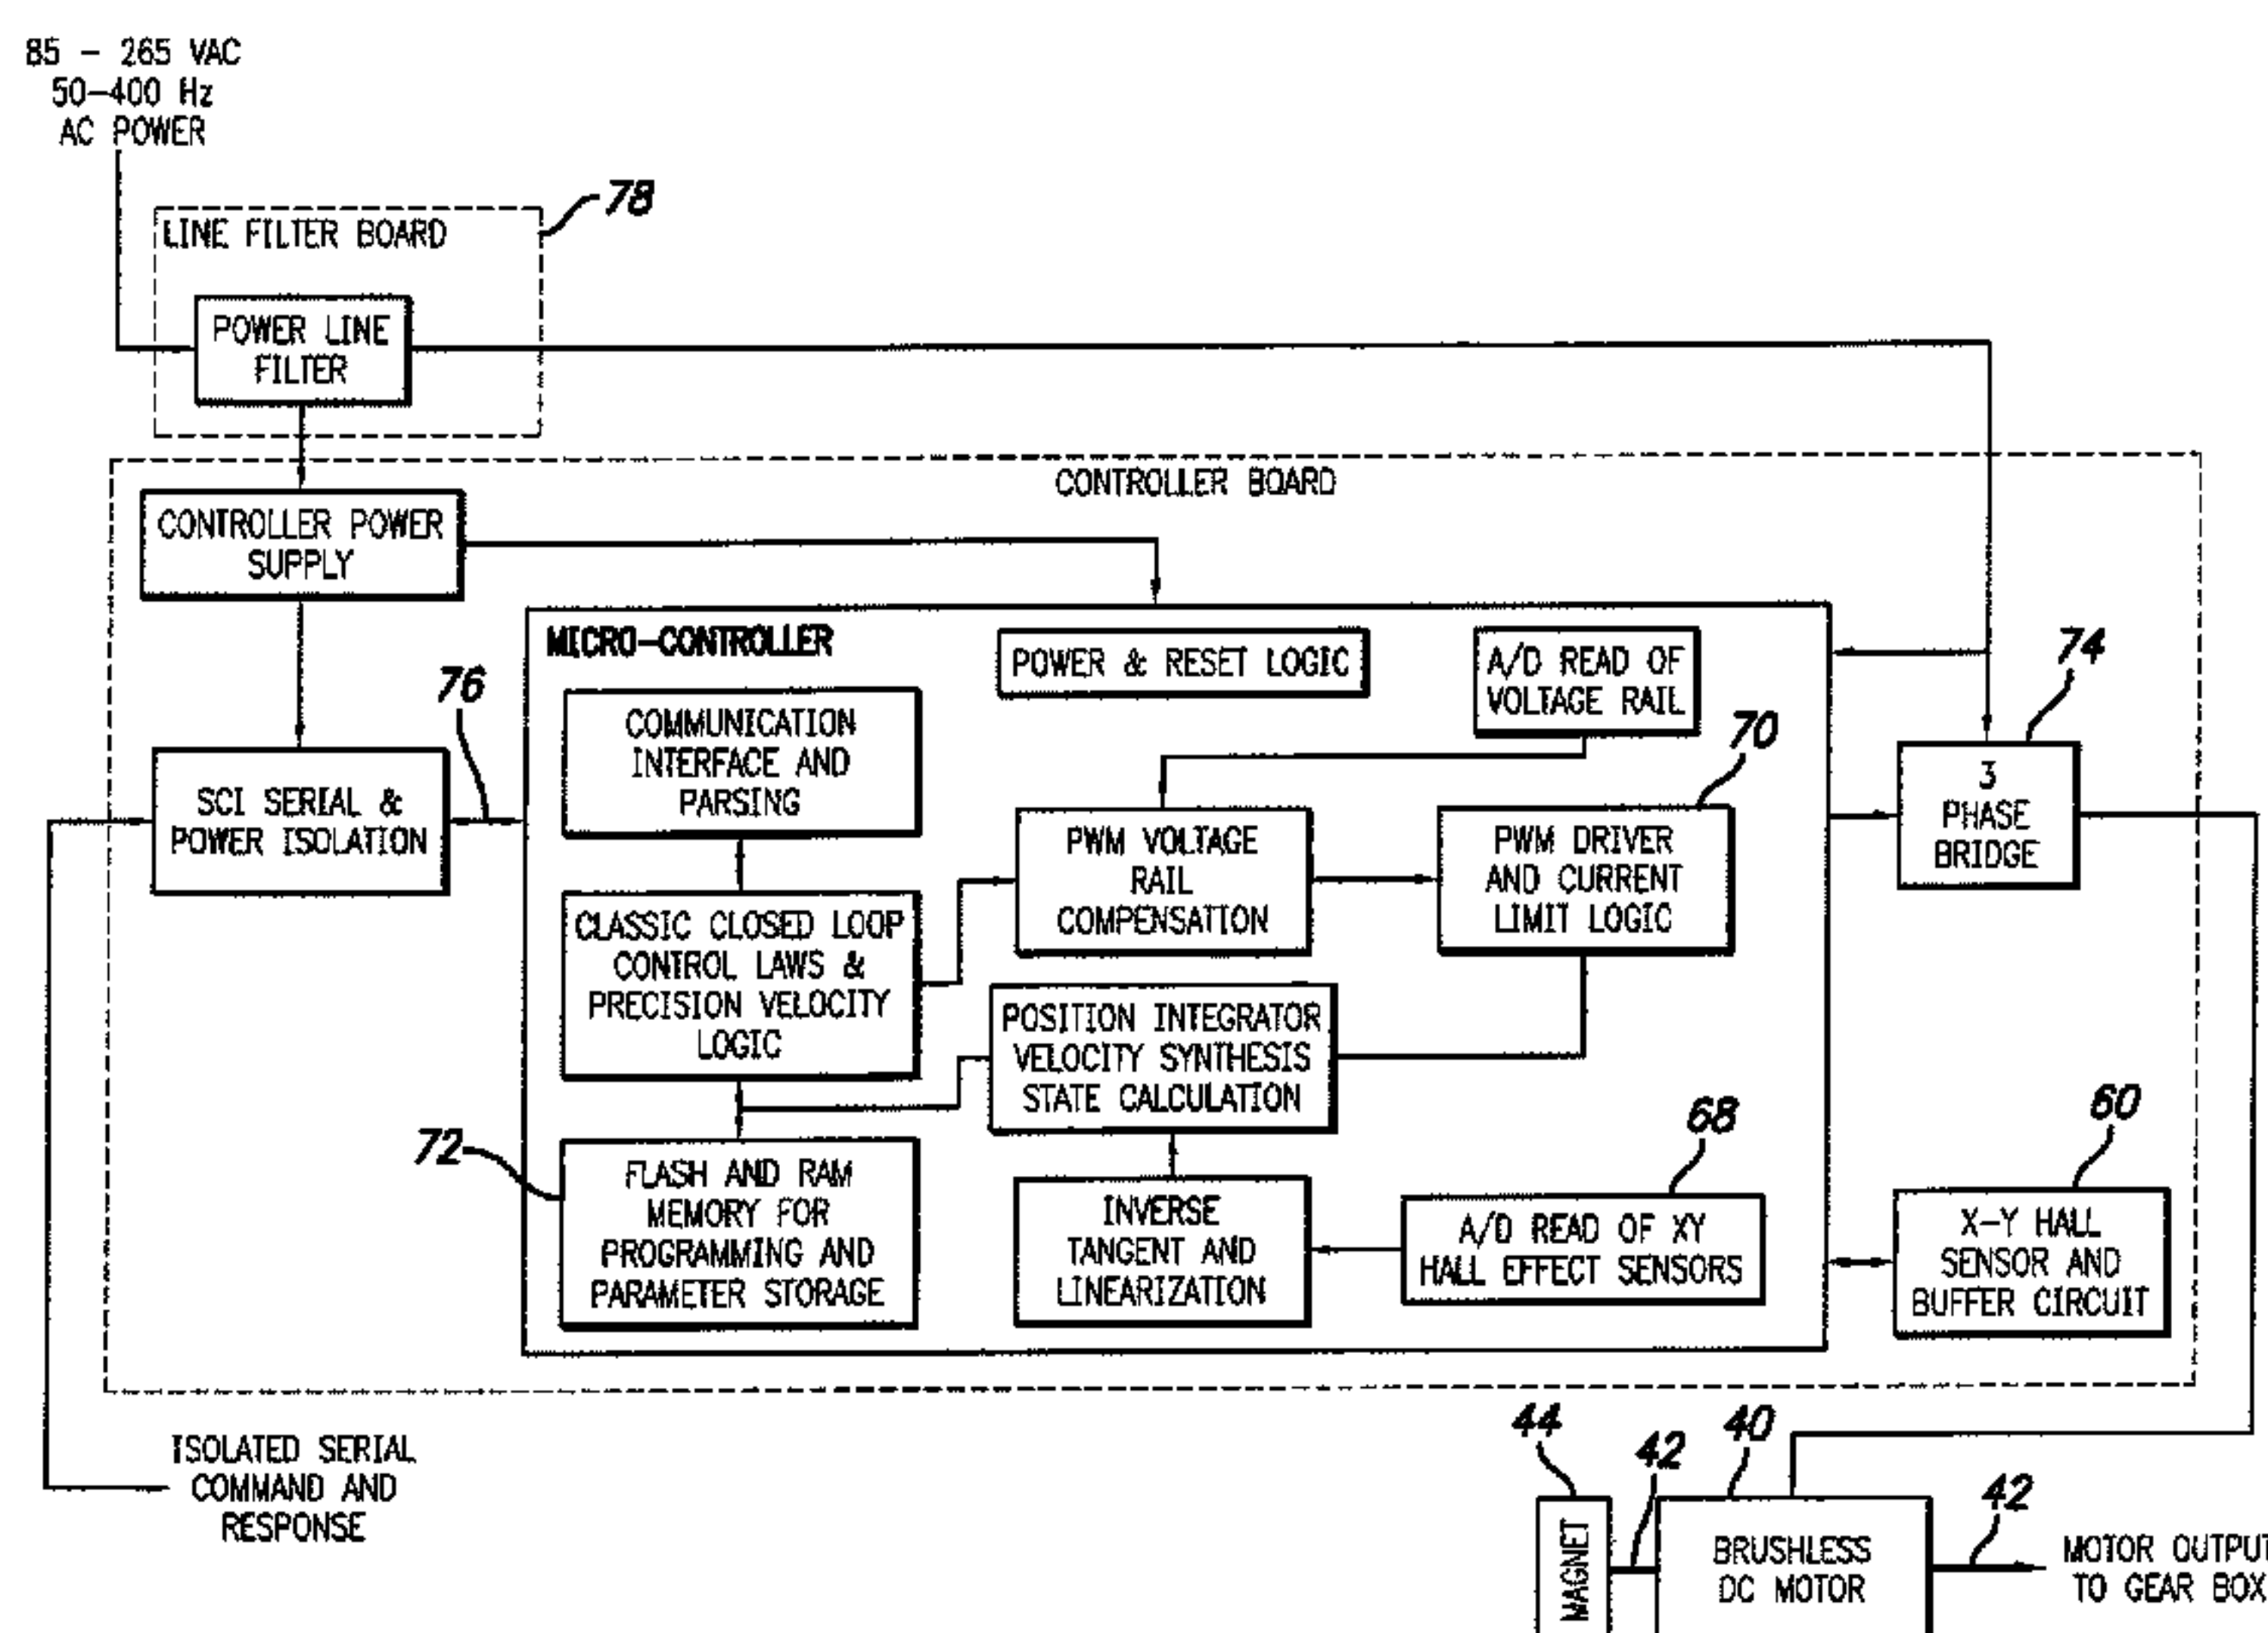 85 - 265 VAC
50-400 Hz
AC POWER
78
LINE FILTER BOARD
POWER LINE
FILTER
CONTROLLER BOARD
CONTROLLER POWER
SUPPLY
MICRO-CONTROLLER
POWER & RESET LOGIC
A/D READ OF
VOLTAGE RAIL
74
76
COMMUNICATION
INTERFACE AND
PARSING
70
SCI SERIAL &
POWER ISOLATION
PWM VOLTAGE
RAIL
COMPENSATION
PWM DRIVER
AND CURRENT
LIMIT LOGIC
3
PHASE
BRIDGE
CLASSIC CLOSED LOOP
CONTROL LAWS &
PRECISION VELOCITY
LOGIC
POSITION INTEGRATOR
VELOCITY SYNTHESIS
STATE CALCULATION
72
68
60
FLASH AND RAM
MEMORY FOR
PROGRAMMING AND
PARAMETER STORAGE
INVERSE
TANGENT AND
LINEARIZATION
A/D READ OF XY
HALL EFFECT SENSORS
X-Y HALL
SENSOR AND
BUFFER CIRCUIT
ISOLATED SERIAL
COMMAND AND
RESPONSE
44
42
40
42
MAGNET
BRUSHLESS
DC MOTOR
MOTOR OUTPUT
TO GEAR BOX